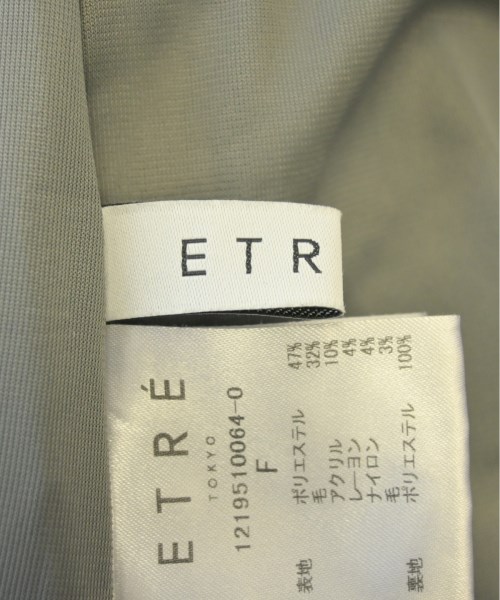 ETR
ETRÉ
TOKYO
1219510064-0
F
表地 ポリエステル 47%
毛 32%
アクリル 10%
レーヨン 4%
ナイロン 4%
毛 3%
裏地 ポリエステル 100%